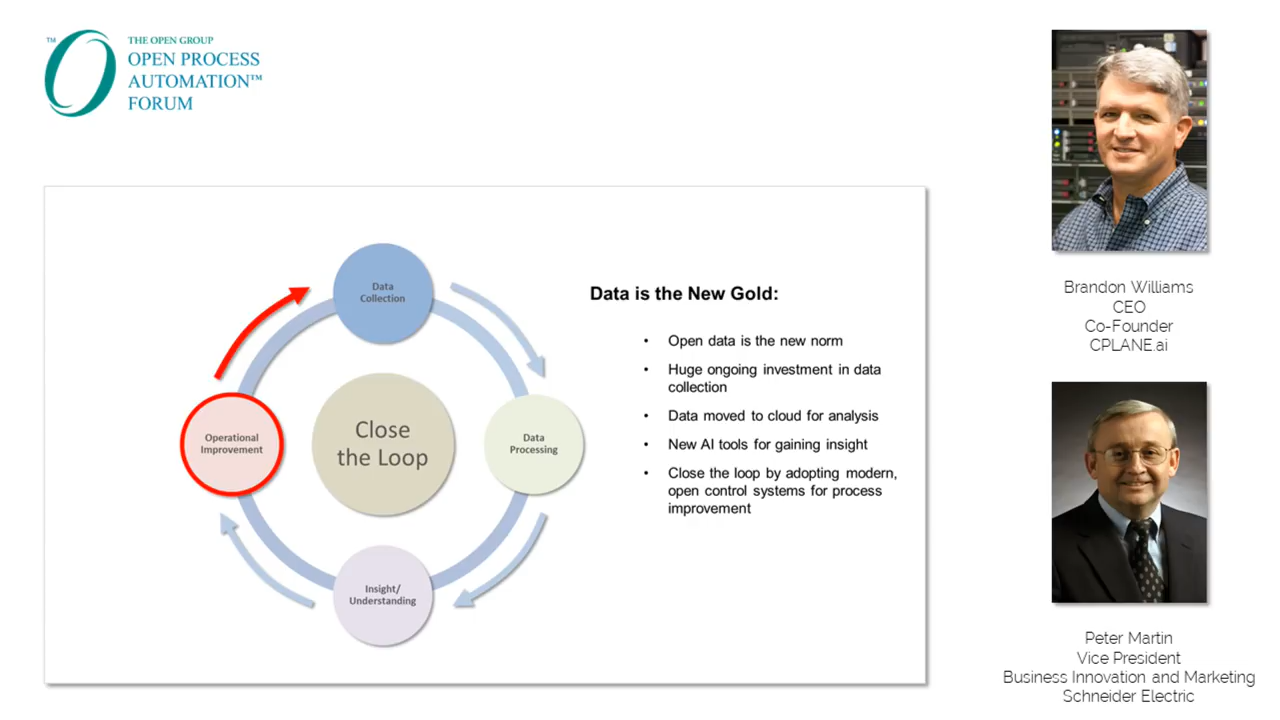 TM
THE OPEN GROUP
OPEN PROCESS
AUTOMATION™
FORUM
Data
Collection
Data
Processing
Insight/
Understanding
Operational
Improvement
Close
the Loop
Data is the New Gold:
• Open data is the new norm
• Huge ongoing investment in data
collection
• Data moved to cloud for analysis
• New AI tools for gaining insight
• Close the loop by adopting modern,
open control systems for process
improvement
Brandon Williams
CEO
Co-Founder
CPLANE.ai
Peter Martin
Vice President
Business Innovation and Marketing
Schneider Electric